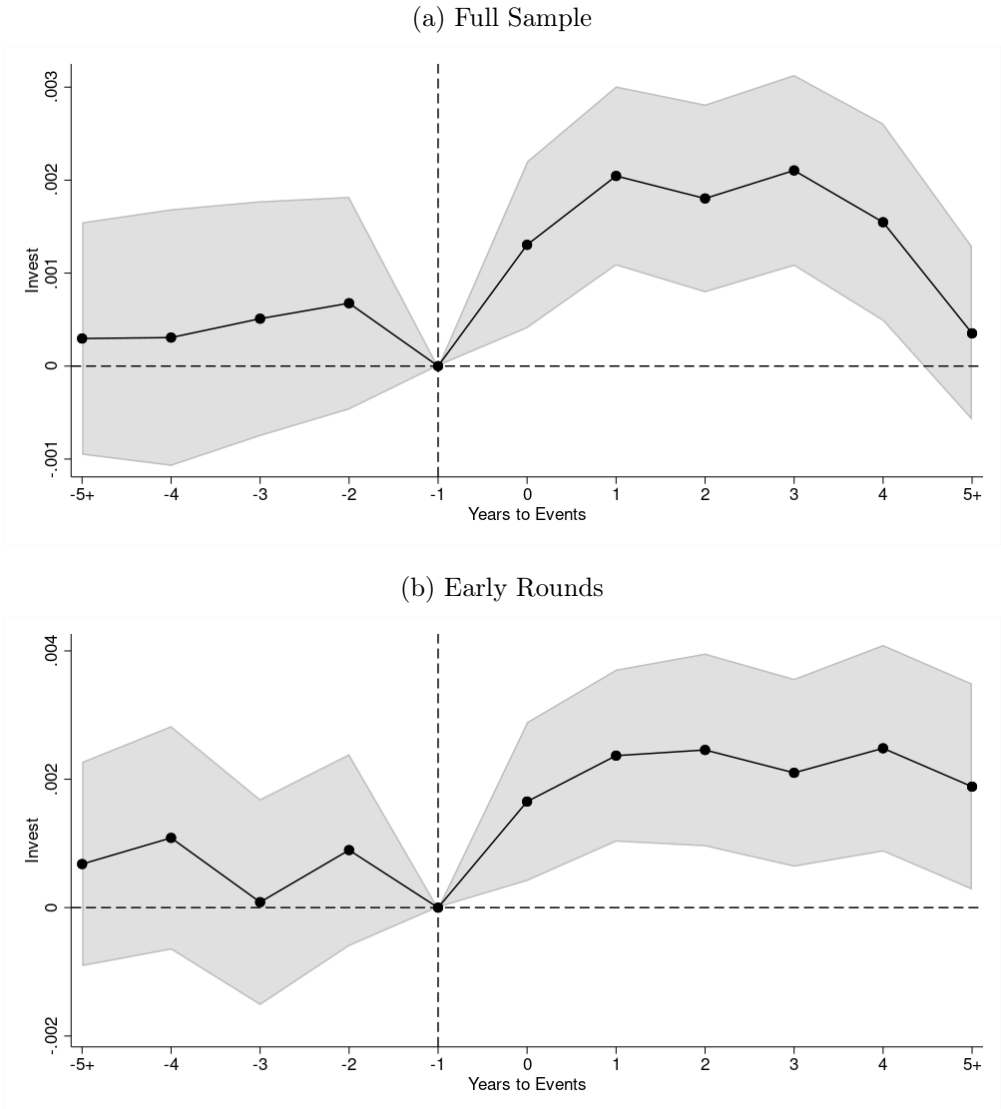 (a) Full Sample
.003
.002
.001
0
-.001
Invest
-5+ -4 -3 -2 -1 0 1 2 3 4 5+
Years to Events
(b) Early Rounds
.004
.002
0
-.002
Invest
-5+ -4 -3 -2 -1 0 1 2 3 4 5+
Years to Events